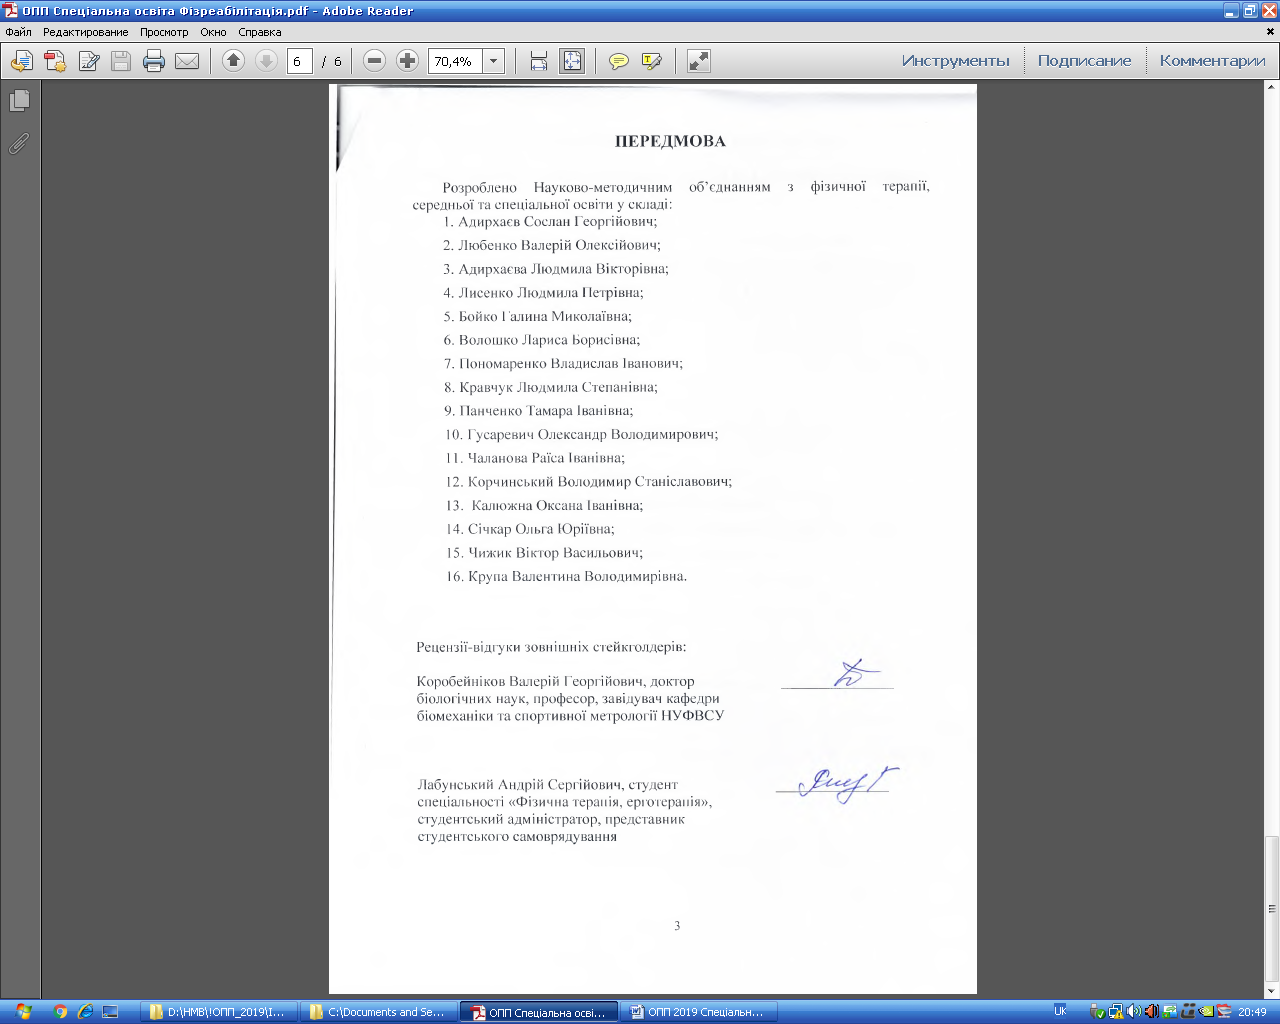 ОПП Спеціальна освіта Фізреабілітація.pdf - Adobe Reader
Файл Редактирование Просмотр Окно Справка
6 / 6 70,4% Инструменты Подписание Комментарии
ПЕРЕДМОВА
Розроблено Науково-методичним об’єднанням з фізичної терапії,
середньої та спеціальної освіти у складі:
1. Адирхаєв Сослан Георгійович;
2. Любенко Валерій Олексійович;
3. Адирхаєва Людмила Вікторівна;
4. Лисенко Людмила Петрівна;
5. Бойко Галина Миколаївна;
6. Волошко Лариса Борисівна;
7. Пономаренко Владислав Іванович;
8. Кравчук Людмила Степанівна;
9. Панченко Тамара Іванівна;
10. Гусаревич Олександр Володимирович;
11. Чаланова Раїса Іванівна;
12. Корчинський Володимир Станіславович;
13. Калюжна Оксана Іванівна;
14. Січкар Ольга Юріївна;
15. Чижик Віктор Васильович;
16. Крупа Валентина Володимирівна.
Рецензії-відгуки зовнішніх стейкголдерів:
Коробейніков Валерій Георгійович, доктор
біологічних наук, професор, завідувач кафедри
біомеханіки та спортивної метрології НУФВСУ
Лабунський Андрій Сергійович, студент
спеціальності «Фізична терапія, ерготерапія»,
студентський адміністратор, представник
студентського самоврядування
3
D:\НМВ\!ОПП_2019\І... C:\Documents and Se... ОПП Спеціальна осві... ОПП 2019 Спеціальн... UK 20:49